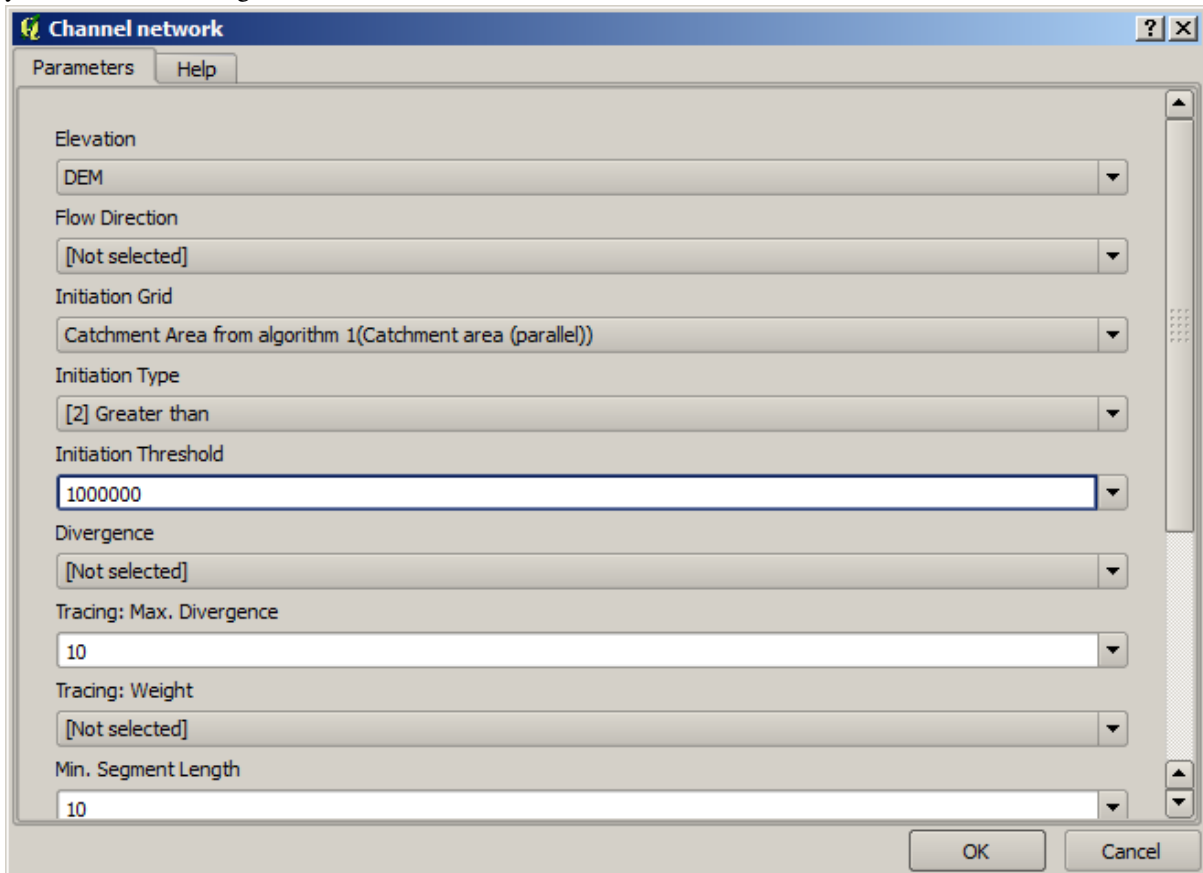 Channel network
Parameters Help
Elevation
DEM
Flow Direction
[Not selected]
Initiation Grid
Catchment Area from algorithm 1(Catchment area (parallel))
Initiation Type
[2] Greater than
Initiation Threshold
1000000
Divergence
[Not selected]
Tracing: Max. Divergence
10
Tracing: Weight
[Not selected]
Min. Segment Length
10
OK Cancel